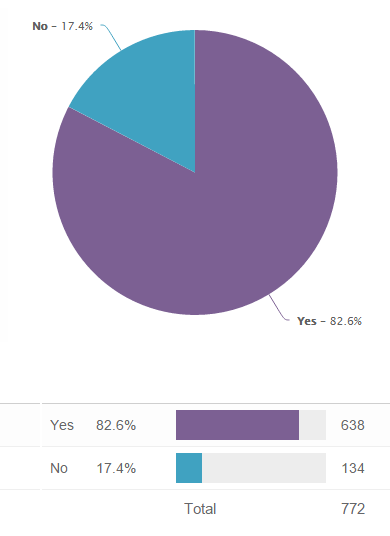 No – 17.4%
Yes – 82.6%
Yes 82.6% 638
No 17.4% 134
Total 772